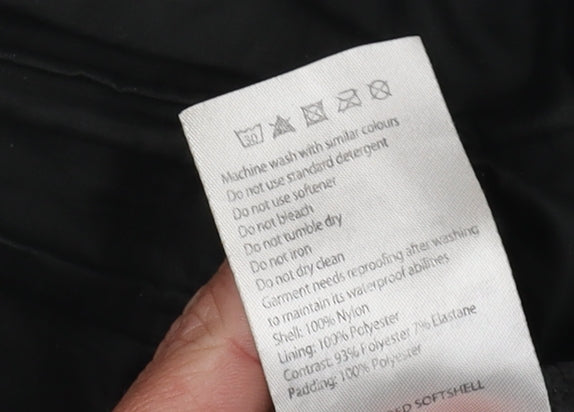 30
Machine wash with similar colours
Do not use standard detergent
Do not use softener
Do not bleach
Do not tumble dry
Do not iron
Do not dry clean
Garment needs reproofing after washing
to maintain its waterproof abilities
Shell: 100% Nylon
Lining: 100% Polyester
Contrast: 93% Polyester 7% Elastane
Padding: 100% Polyester
SOFTSHELL